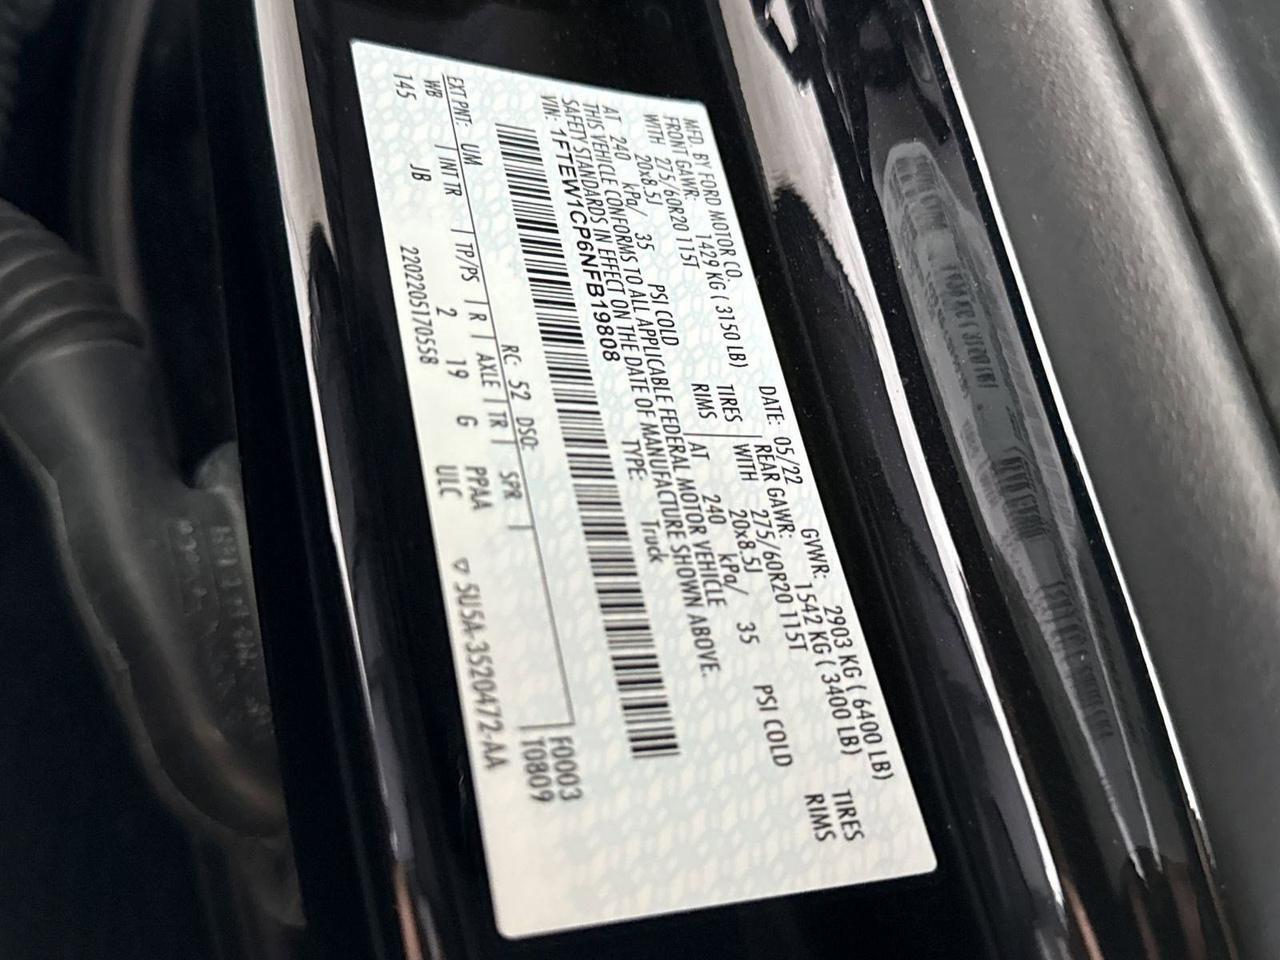 MFD. BY FORD MOTOR CO.
DATE: 05/22 GVWR: 2903 KG ( 6400 LB)
FRONT GAWR: 1429 KG ( 3150 LB) REAR GAWR: 1542 KG ( 3400 LB)
WITH 275/60R20 115T TIRES WITH 275/60R20 115T TIRES
20x8.5J RIMS 20x8.5J RIMS
AT 240 kPa/ 35 PSI COLD AT 240 kPa/ 35 PSI COLD
THIS VEHICLE CONFORMS TO ALL APPLICABLE FEDERAL MOTOR VEHICLE
SAFETY STANDARDS IN EFFECT ON THE DATE OF MANUFACTURE SHOWN ABOVE.
VIN: 1FTEW1CP6NFB19808 TYPE: Truck
F0003
T0809
EXT PNT: UM RC: 52 DSO:
WB INT TR TP/PS R AXLE TR SPR
145 JB 2 19 G PPAA
2202205170558 ULC
▽ 5U5A-3520472-AA